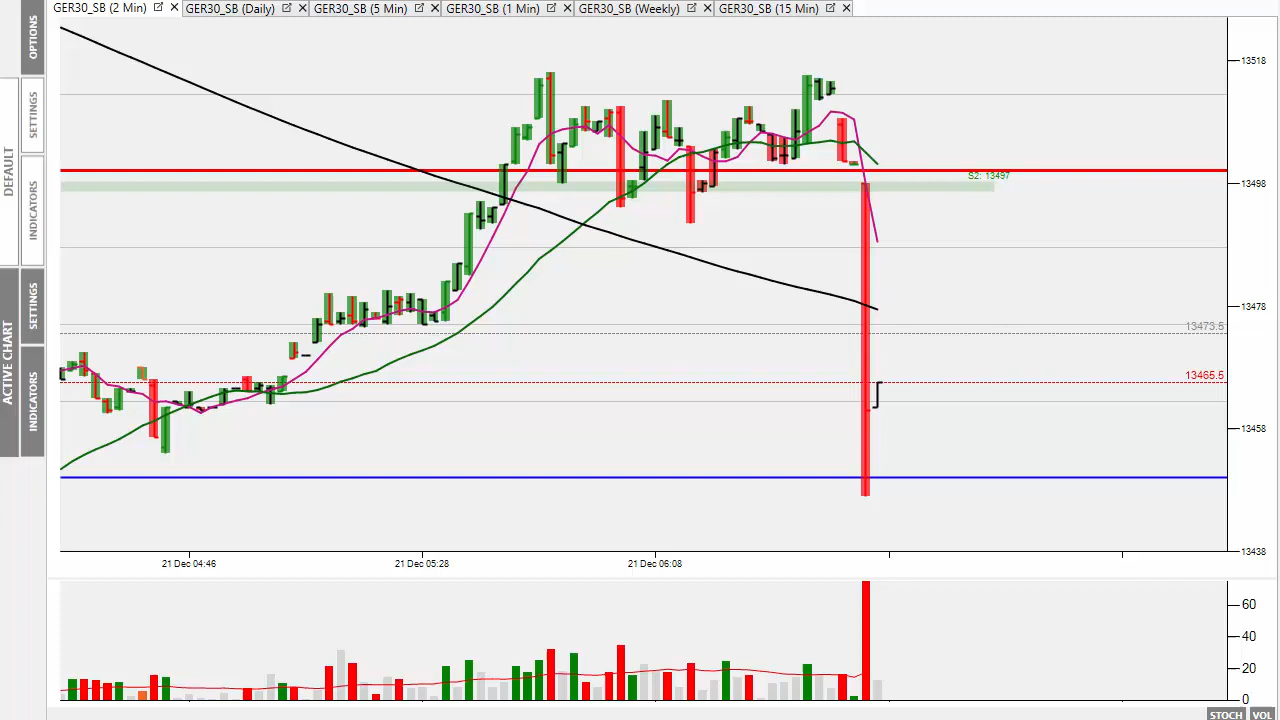 GER30_SB (2 Min) GER30_SB (Daily) GER30_SB (5 Min) GER30_SB (1 Min) GER30_SB (Weekly) GER30_SB (15 Min)
OPTIONS
SETTINGS
DEFAULT
INDICATORS
SETTINGS
ACTIVE CHART
INDICATORS
13518
S2: 13497
13498
13478
13473.5
13465.5
13458
13438
21 Dec 04:46 21 Dec 05:28 21 Dec 06:08
60
40
20
0
STOCH VOL